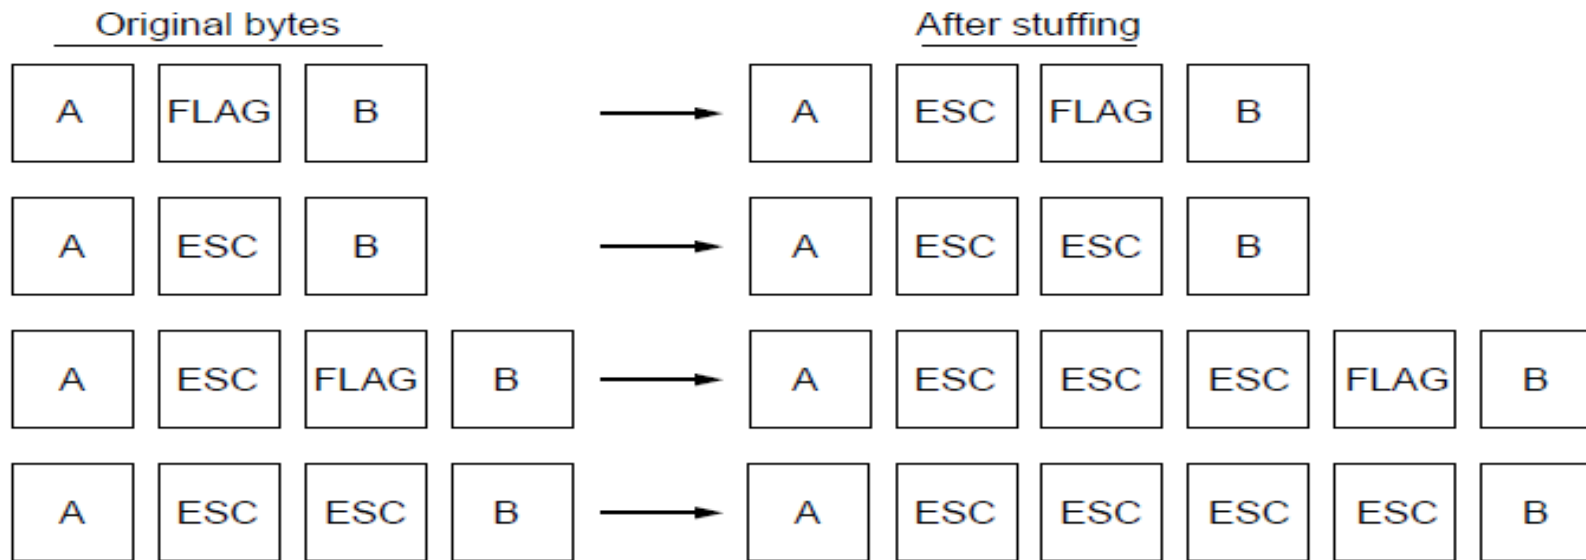 Original bytes After stuffing
A FLAG B A ESC FLAG B
A ESC B A ESC ESC B
A ESC FLAG B A ESC ESC ESC FLAG B
A ESC ESC B A ESC ESC ESC ESC B